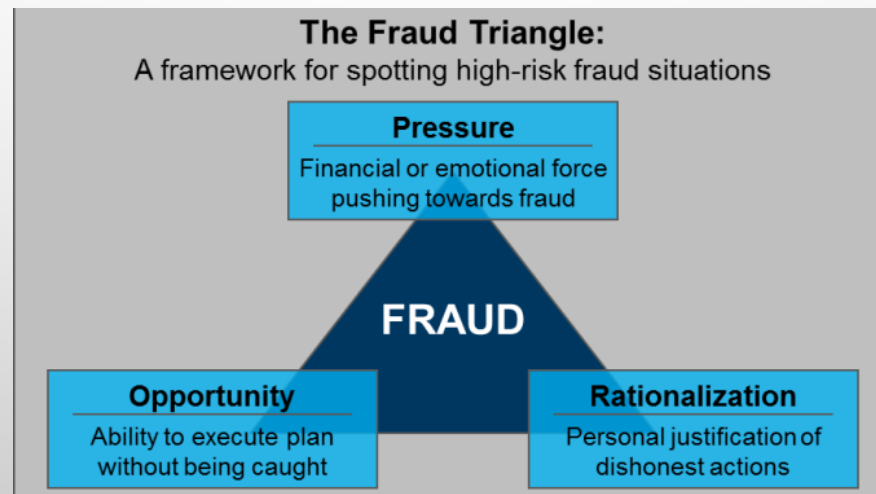 The Fraud Triangle:
A framework for spotting high-risk fraud situations
Pressure
Financial or emotional force
pushing towards fraud
FRAUD
Opportunity
Ability to execute plan
without being caught
Rationalization
Personal justification of
dishonest actions